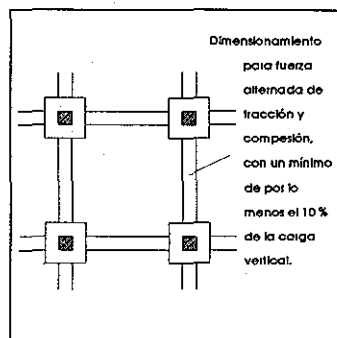 Dimensionamiento
para fuerza
alternada de
tracción y
compesión,
con un mínimo
de por lo
menos el 10%
de la carga
vertical.